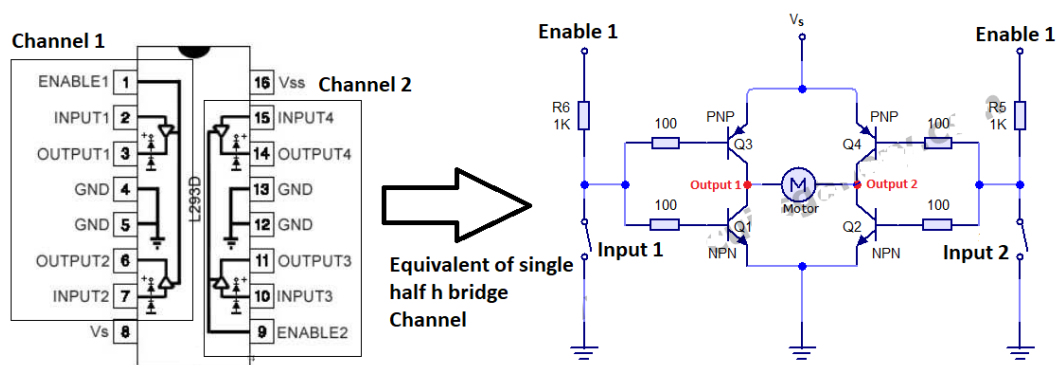 Channel 1
ENABLE1 1
INPUT1 2
OUTPUT1 3
GND 4
GND 5
OUTPUT2 6
INPUT2 7
Vs 8
L293D
Channel 2
16 Vss
15 INPUT4
14 OUTPUT4
13 GND
12 GND
11 OUTPUT3
10 INPUT3
9 ENABLE2
Equivalent of single
half h bridge
Channel
Enable 1
Vs
Enable 1
R6
1K
100
PNP
Q3
PNP
Q4
100
R5
1K
Output 1
M
Motor
Output 2
100
Q1
NPN
Q2
NPN
100
Input 1
Input 2